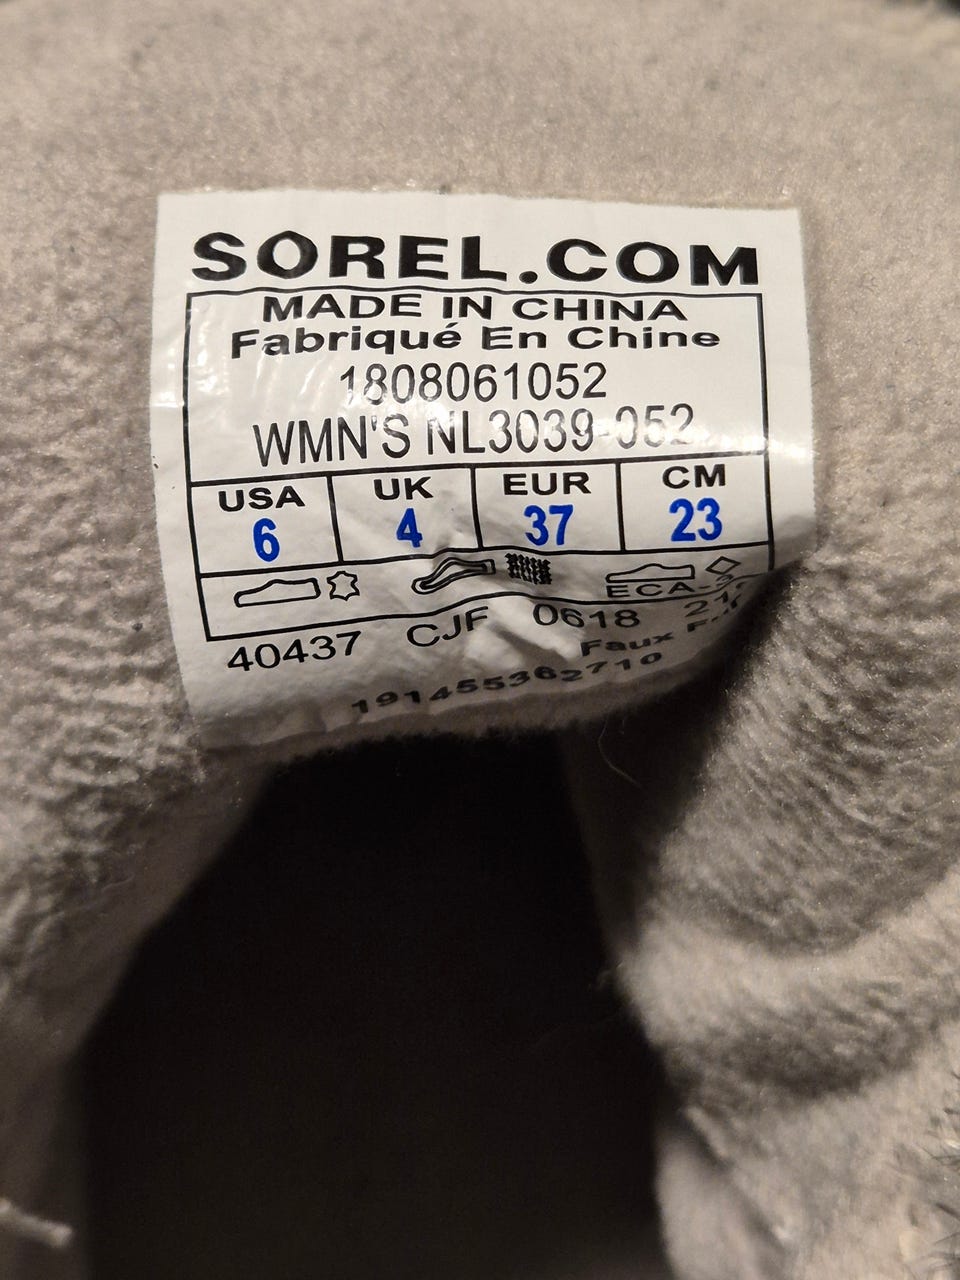 SOREL.COM
MADE IN CHINA
Fabriqué En Chine
1808061052
WMN'S NL3039-052
USA UK EUR CM
6 4 37 23
40437 CJF 0618
Faux
191455362710